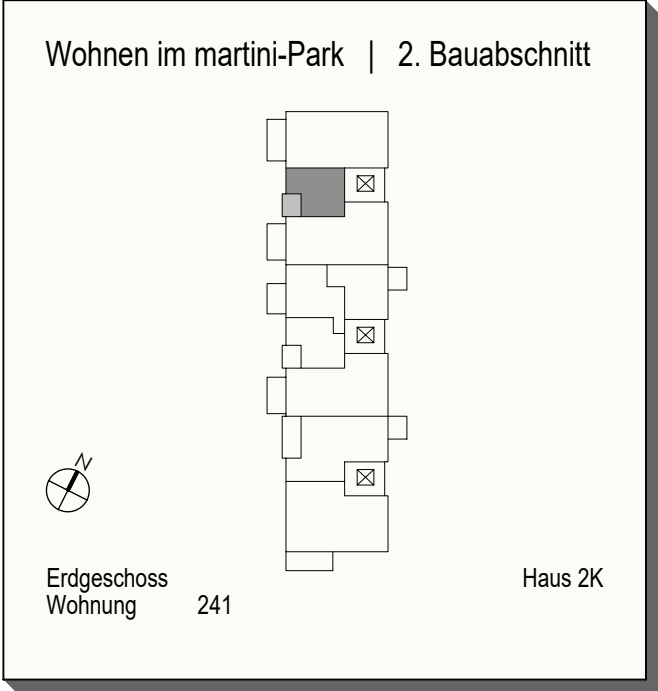 Wohnen im martini-Park | 2. Bauabschnitt
N
Erdgeschoss
Haus 2K
Wohnung 241